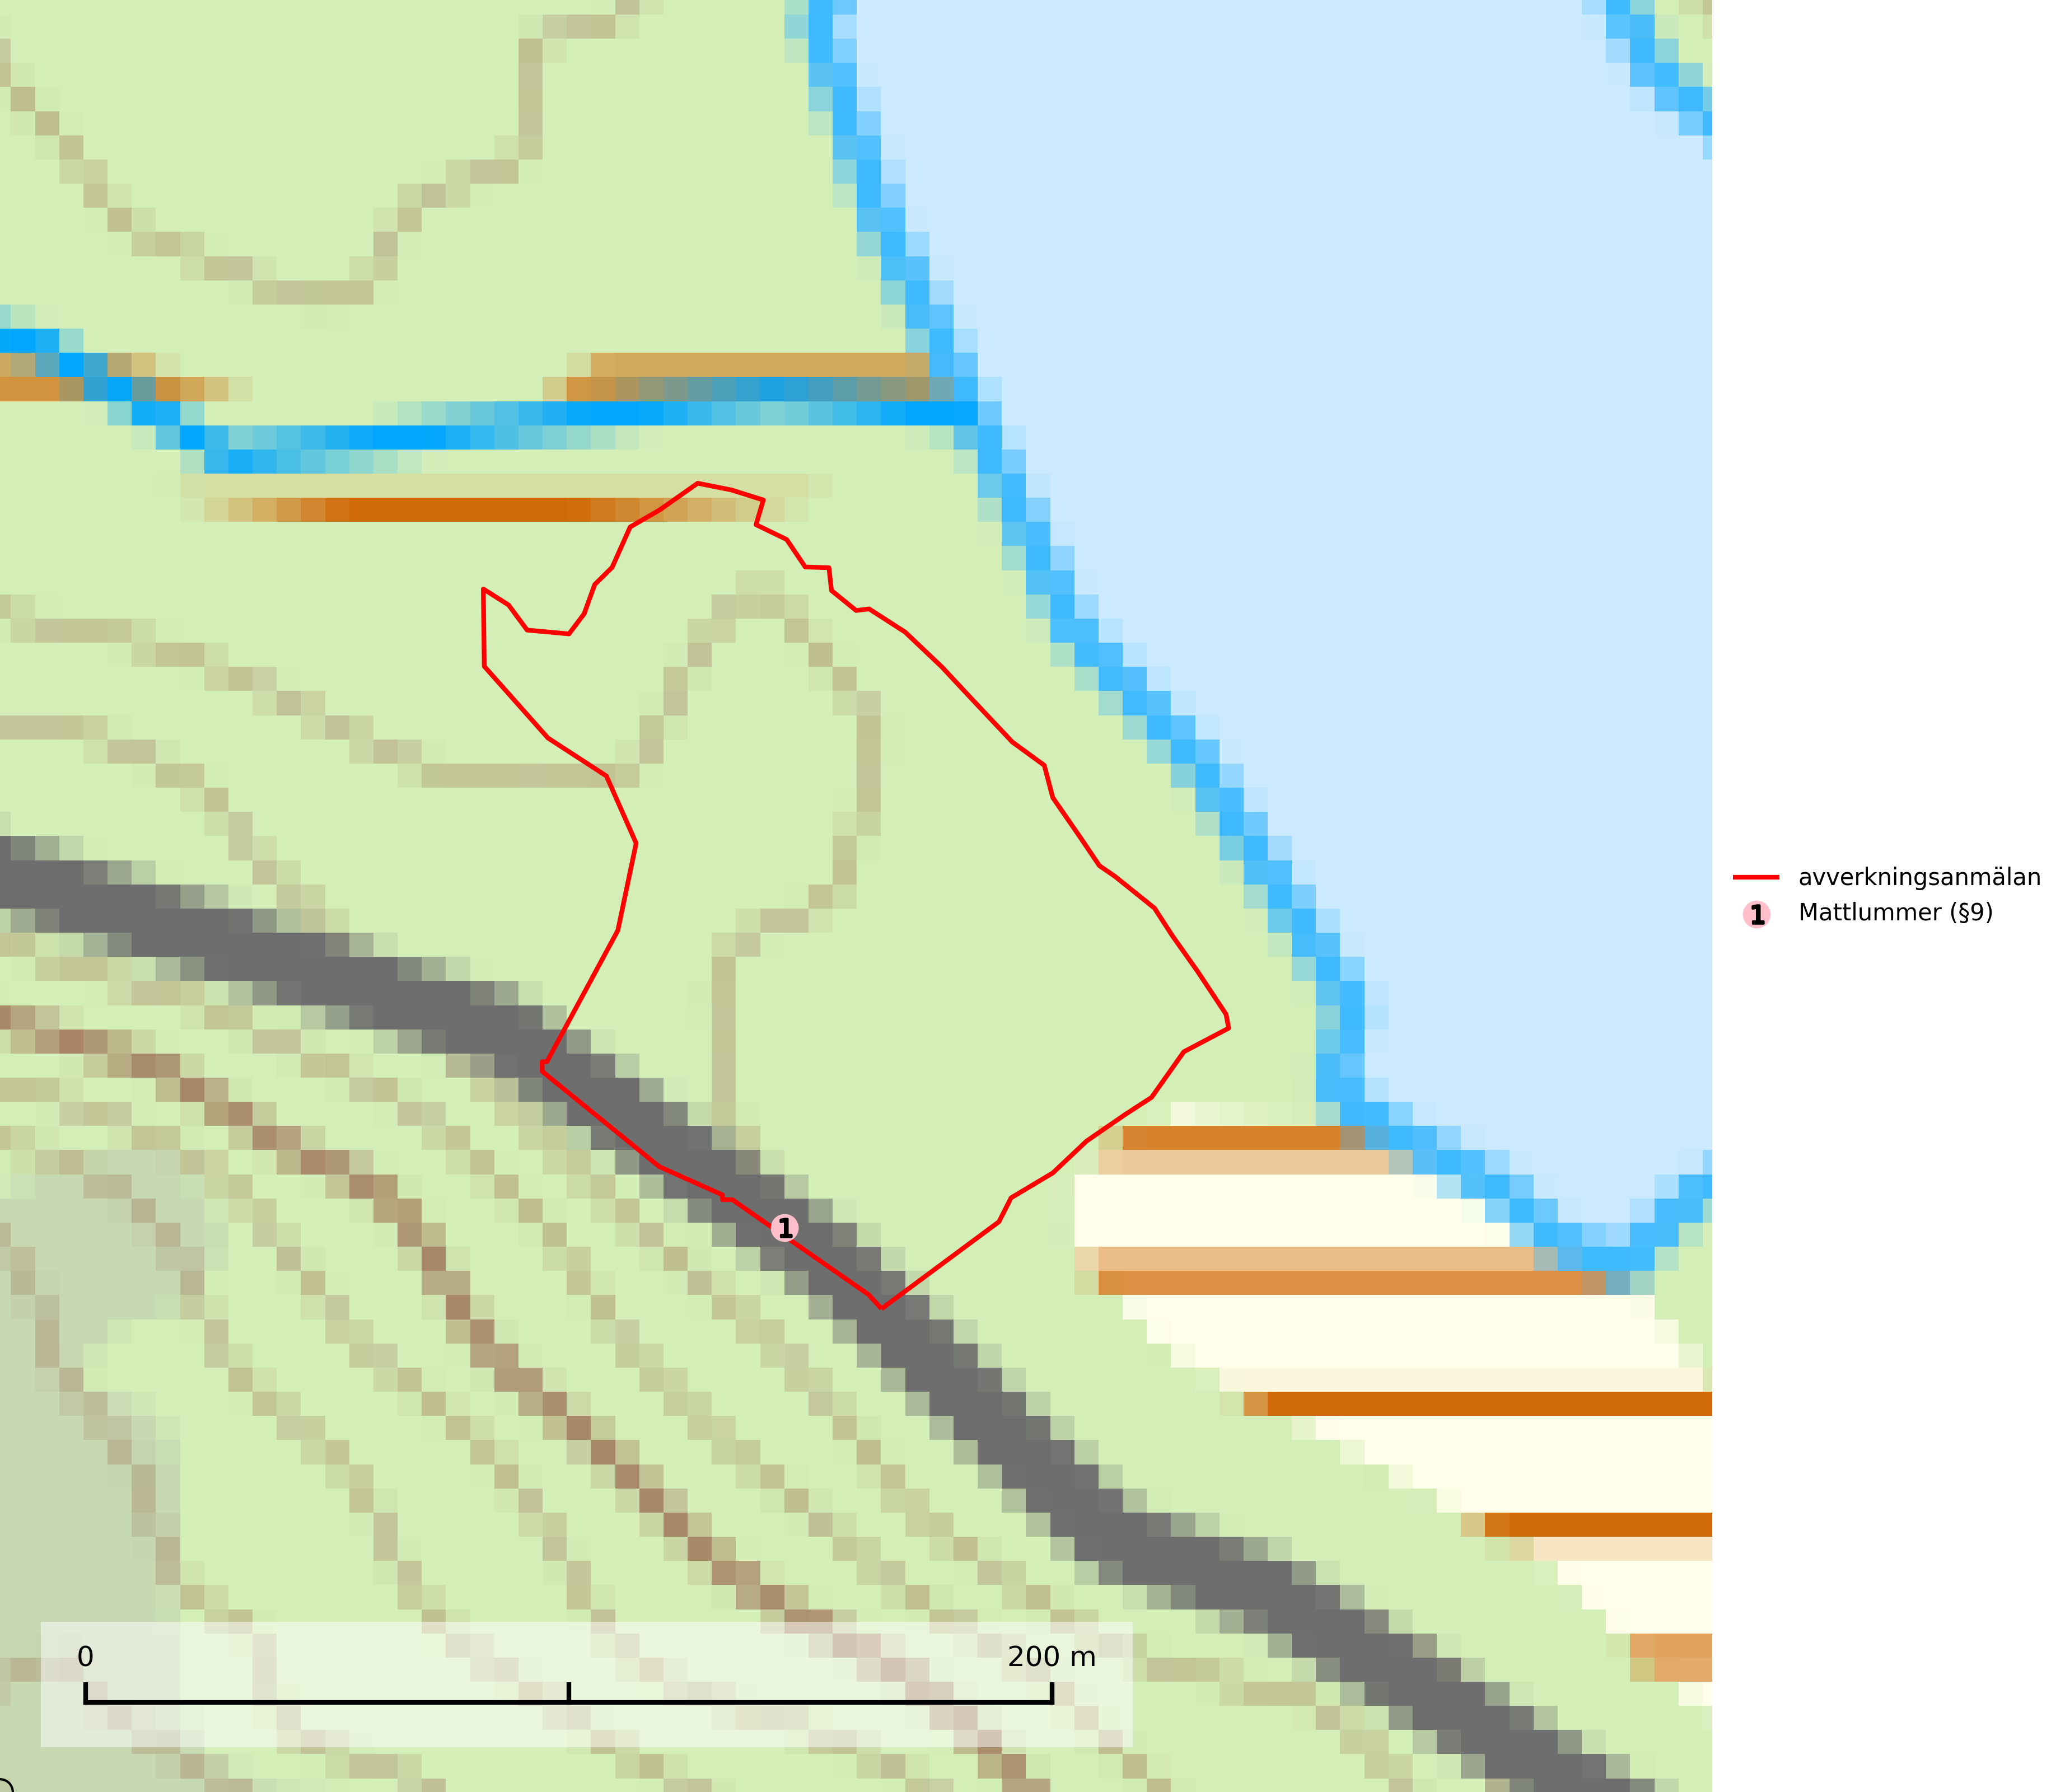 avverkningsanmälan
1 Mattlummer (§9)
1
0 200 m